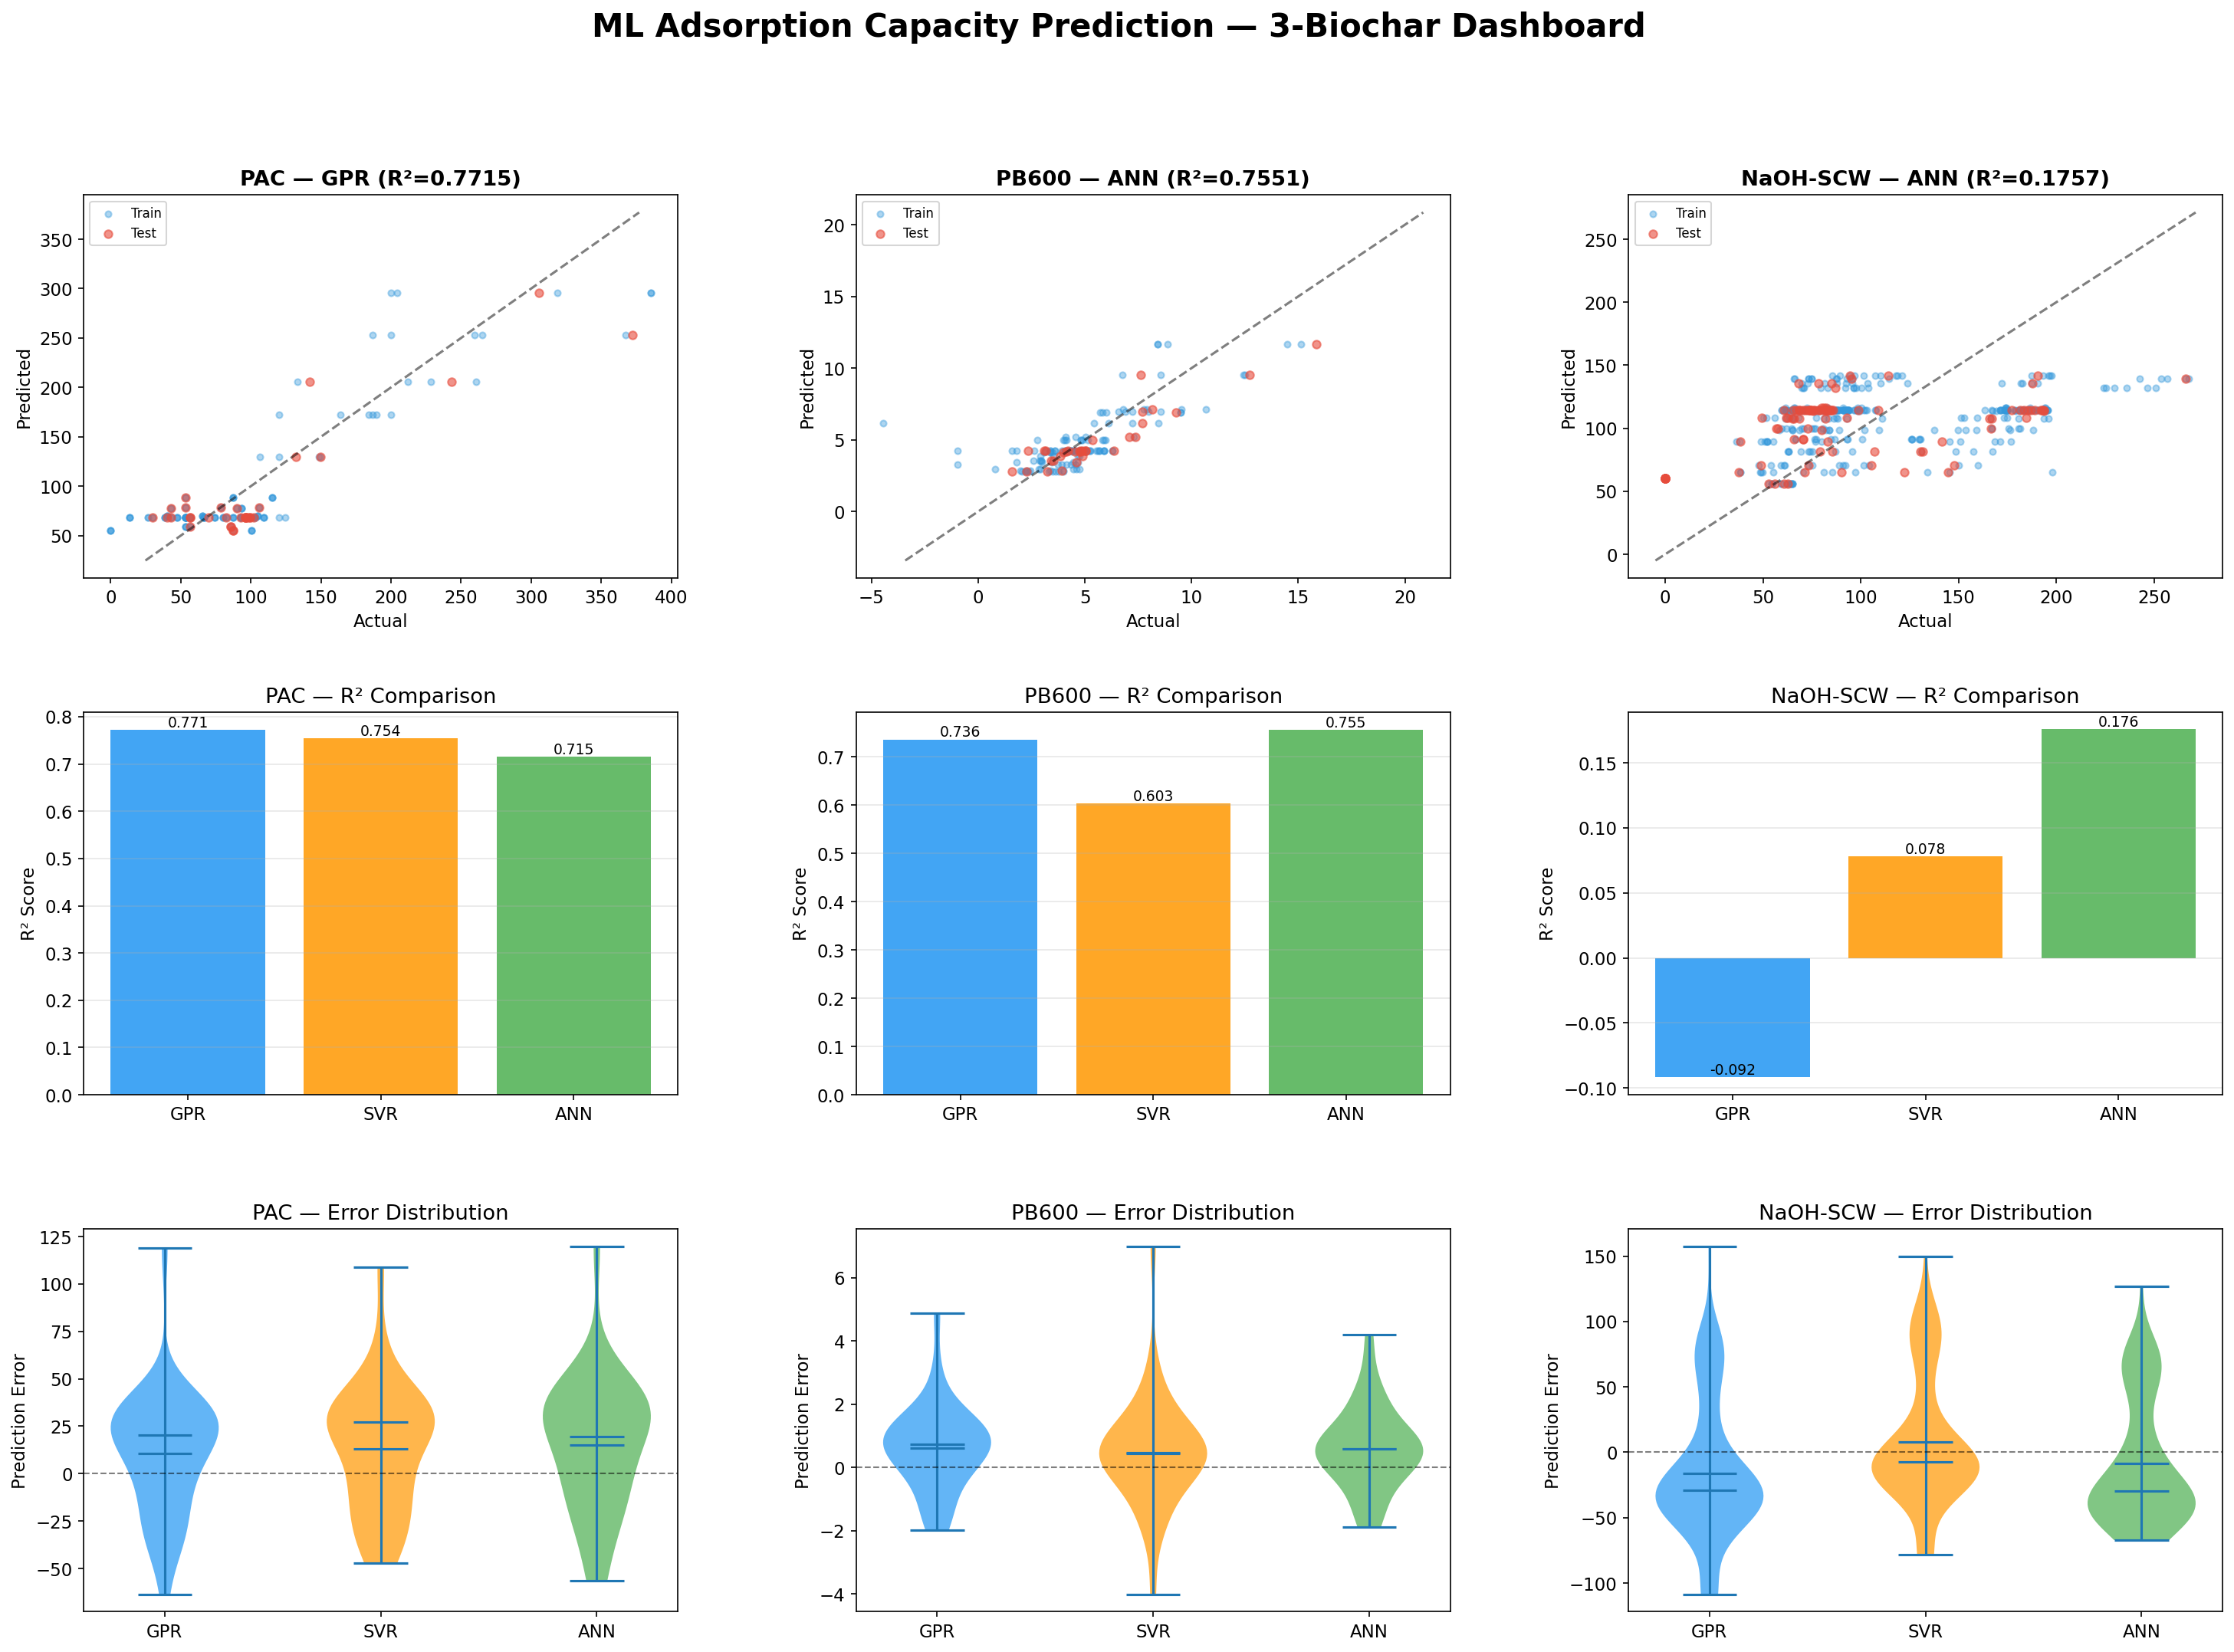 ML Adsorption Capacity Prediction — 3-Biochar Dashboard
PAC — GPR (R²=0.7715)
Train
Test
350
300
250
200
150
100
50
Predicted
0 50 100 150 200 250 300 350 400
Actual
PB600 — ANN (R²=0.7551)
Train
Test
20
15
10
5
0
Predicted
−5 0 5 10 15 20
Actual
NaOH-SCW — ANN (R²=0.1757)
Train
Test
250
200
150
100
50
0
Predicted
0 50 100 150 200 250
Actual
PAC — R² Comparison
0.771
0.754
0.715
0.8
0.7
0.6
0.5
0.4
0.3
0.2
0.1
0.0
R² Score
GPR SVR ANN
PB600 — R² Comparison
0.736
0.603
0.755
0.7
0.6
0.5
0.4
0.3
0.2
0.1
0.0
R² Score
GPR SVR ANN
NaOH-SCW — R² Comparison
-0.092
0.078
0.176
0.15
0.10
0.05
0.00
−0.05
−0.10
R² Score
GPR SVR ANN
PAC — Error Distribution
125
100
75
50
25
0
−25
−50
Prediction Error
GPR SVR ANN
PB600 — Error Distribution
6
4
2
0
−2
−4
Prediction Error
GPR SVR ANN
NaOH-SCW — Error Distribution
150
100
50
0
−50
−100
Prediction Error
GPR SVR ANN